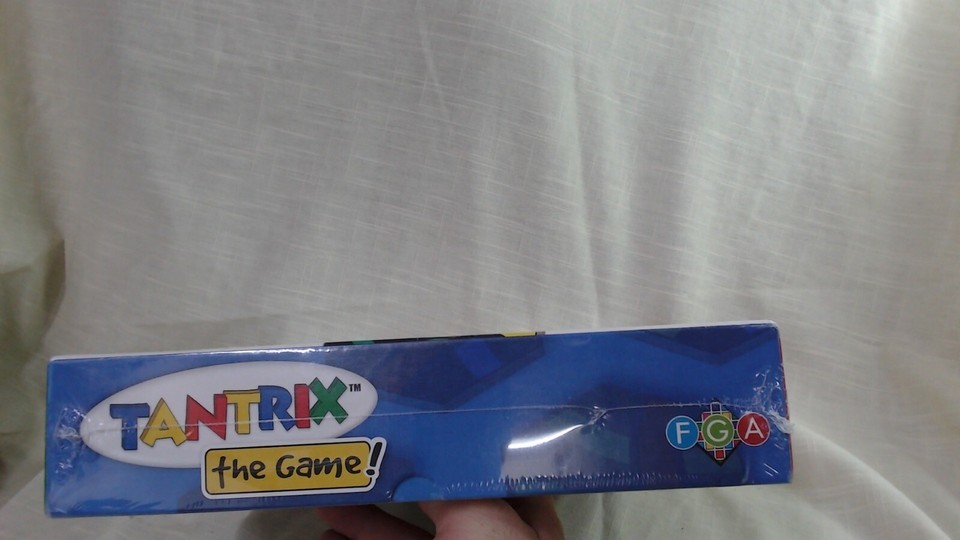 TANTRIX™
the Game!
FGA